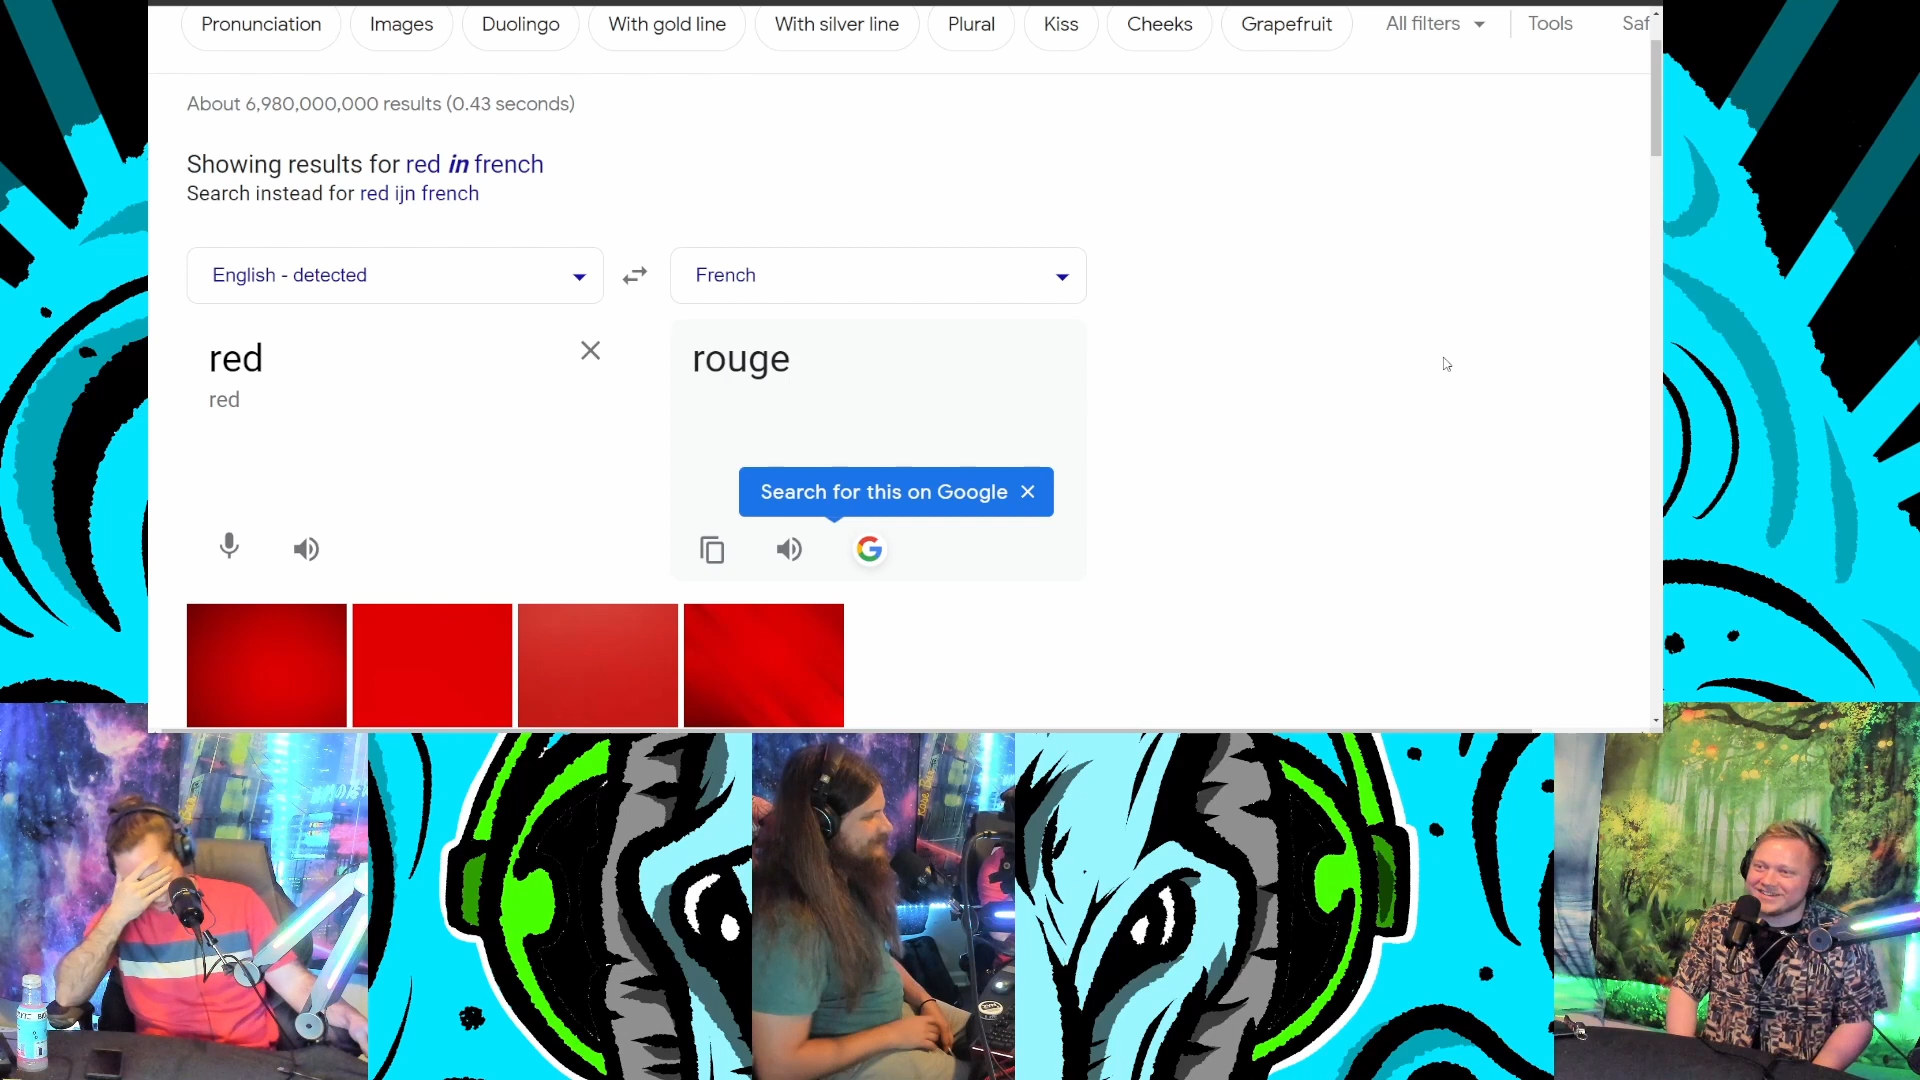 Pronunciation Images Duolingo With gold line With silver line Plural Kiss Cheeks Grapefruit All filters Tools Saf
About 6,980,000,000 results (0.43 seconds)
Showing results for red in french
Search instead for red ijn french
English - detected French
red rouge
red
Search for this on Google